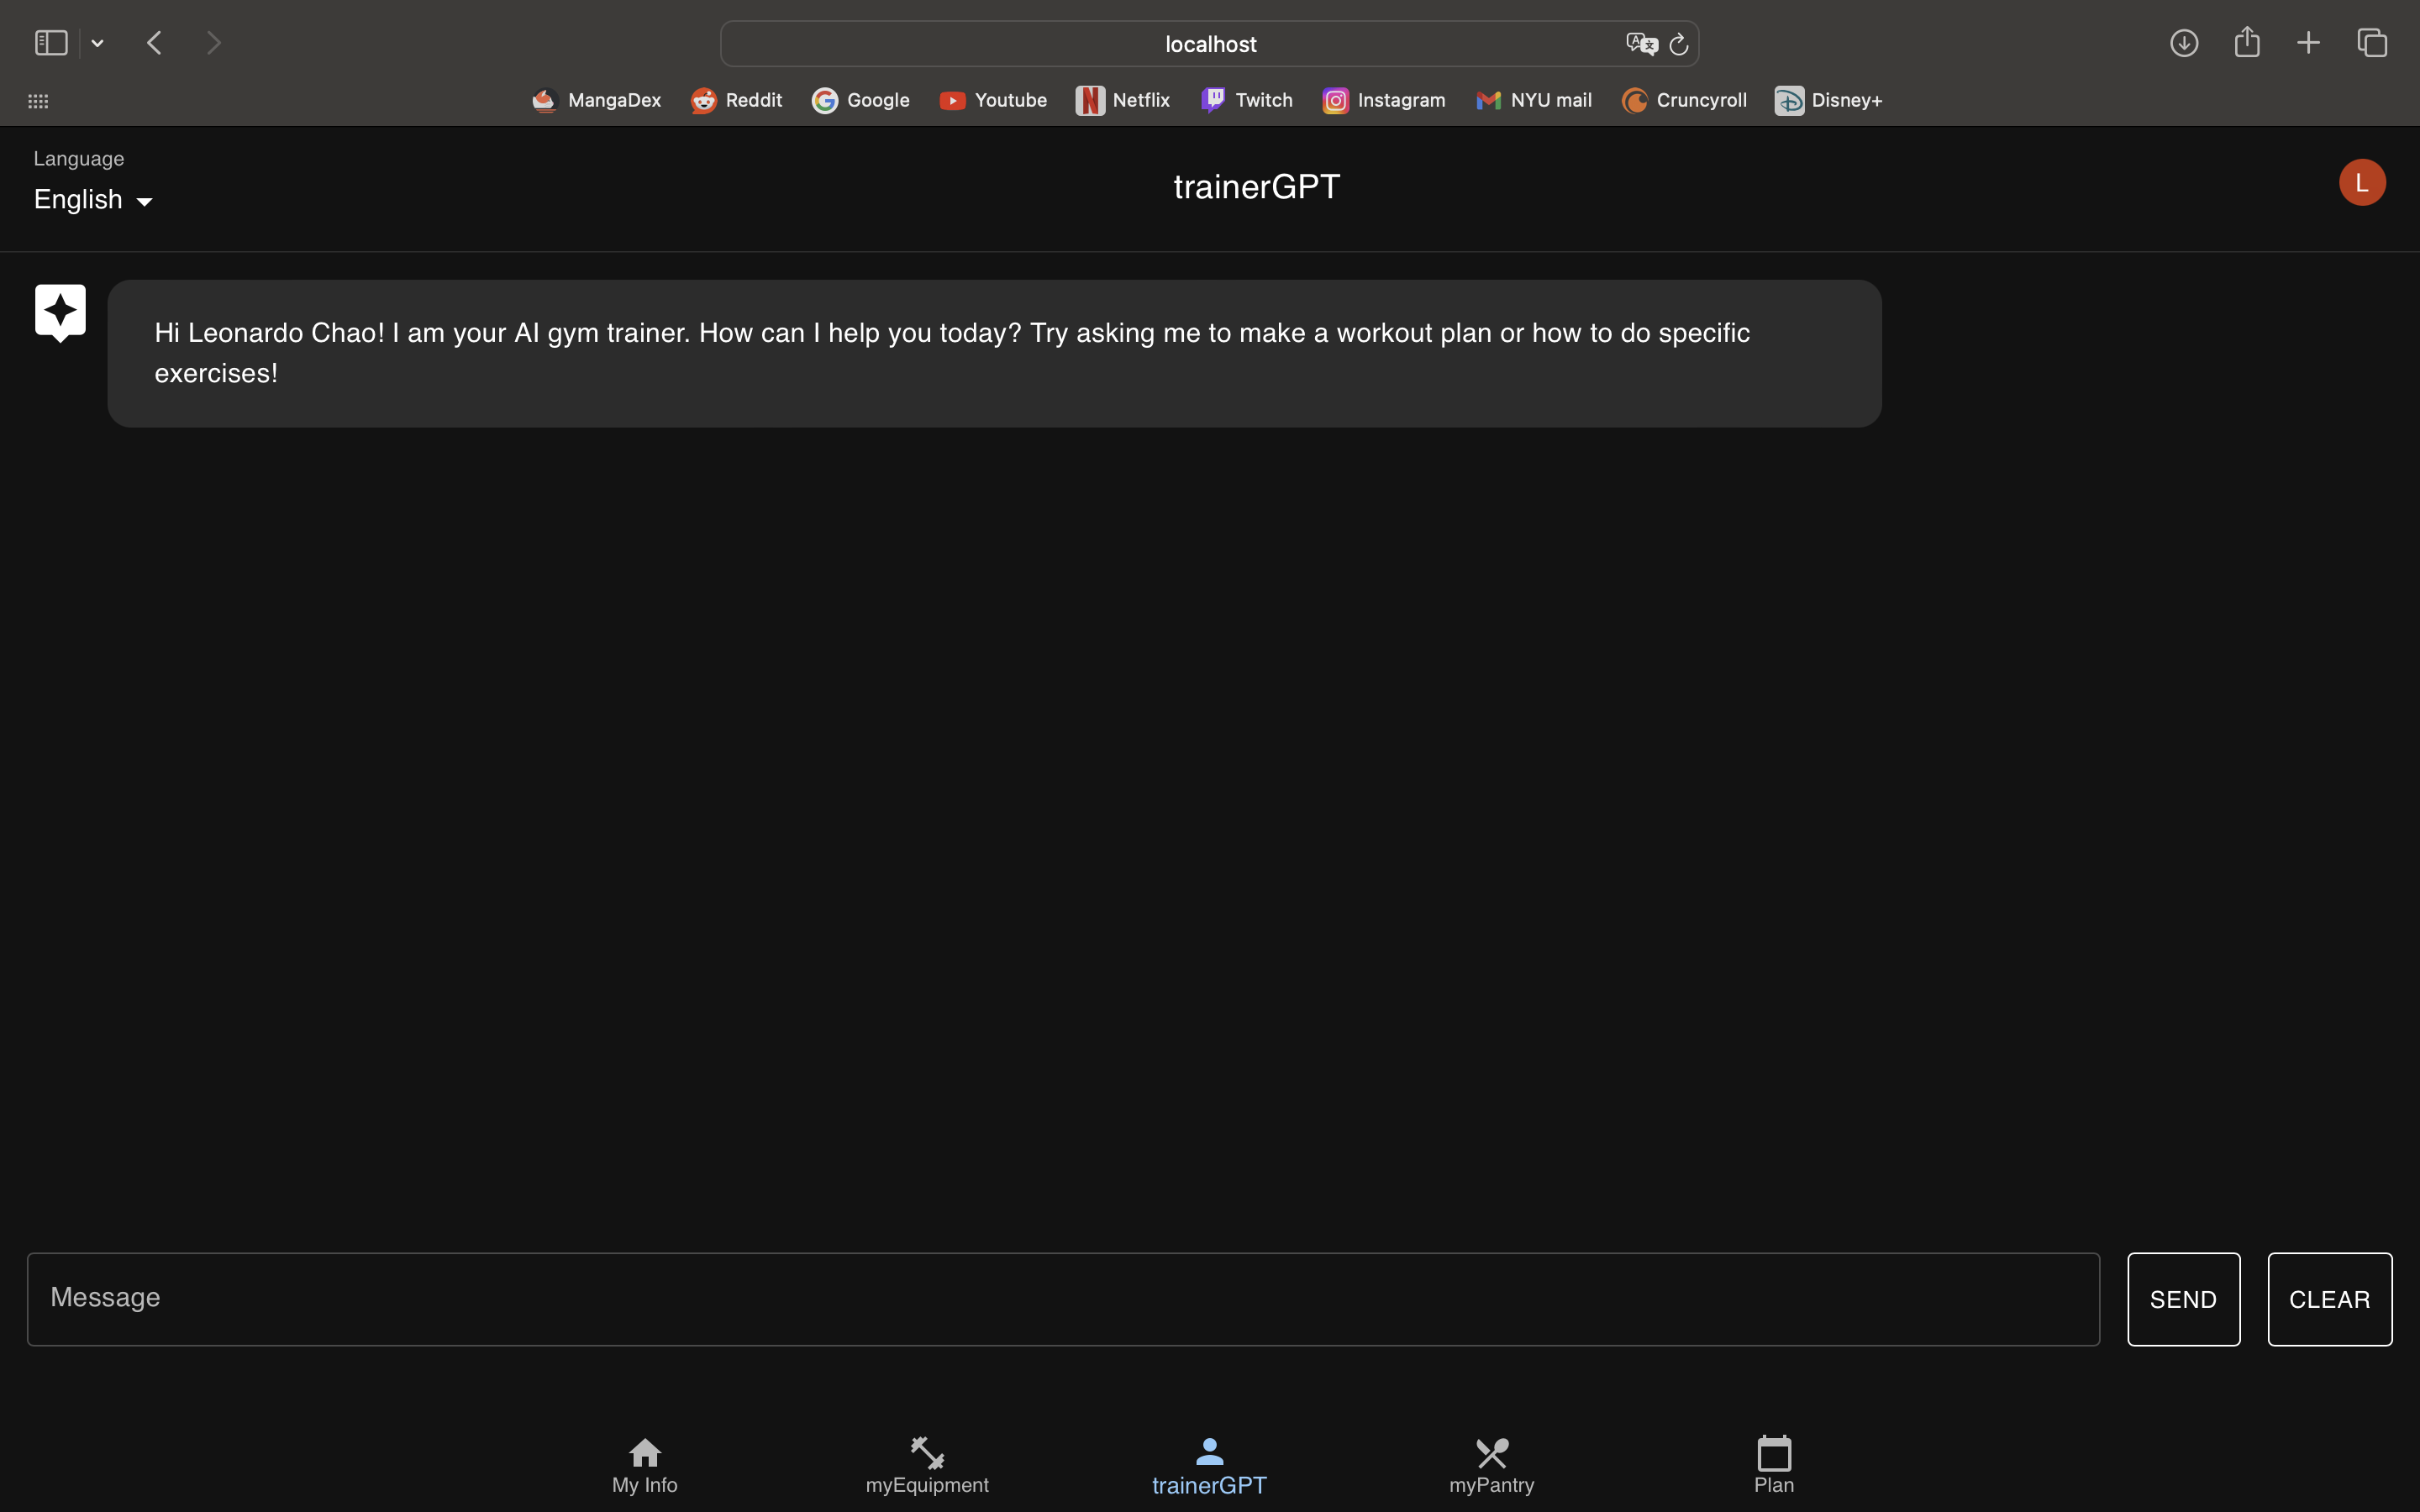 localhost
MangaDex Reddit Google Youtube Netflix Twitch Instagram NYU mail Cruncyroll Disney+
Language
English
trainerGPT
L
Hi Leonardo Chao! I am your AI gym trainer. How can I help you today? Try asking me to make a workout plan or how to do specific
exercises!
Message
SEND
CLEAR
My Info
myEquipment
trainerGPT
myPantry
Plan